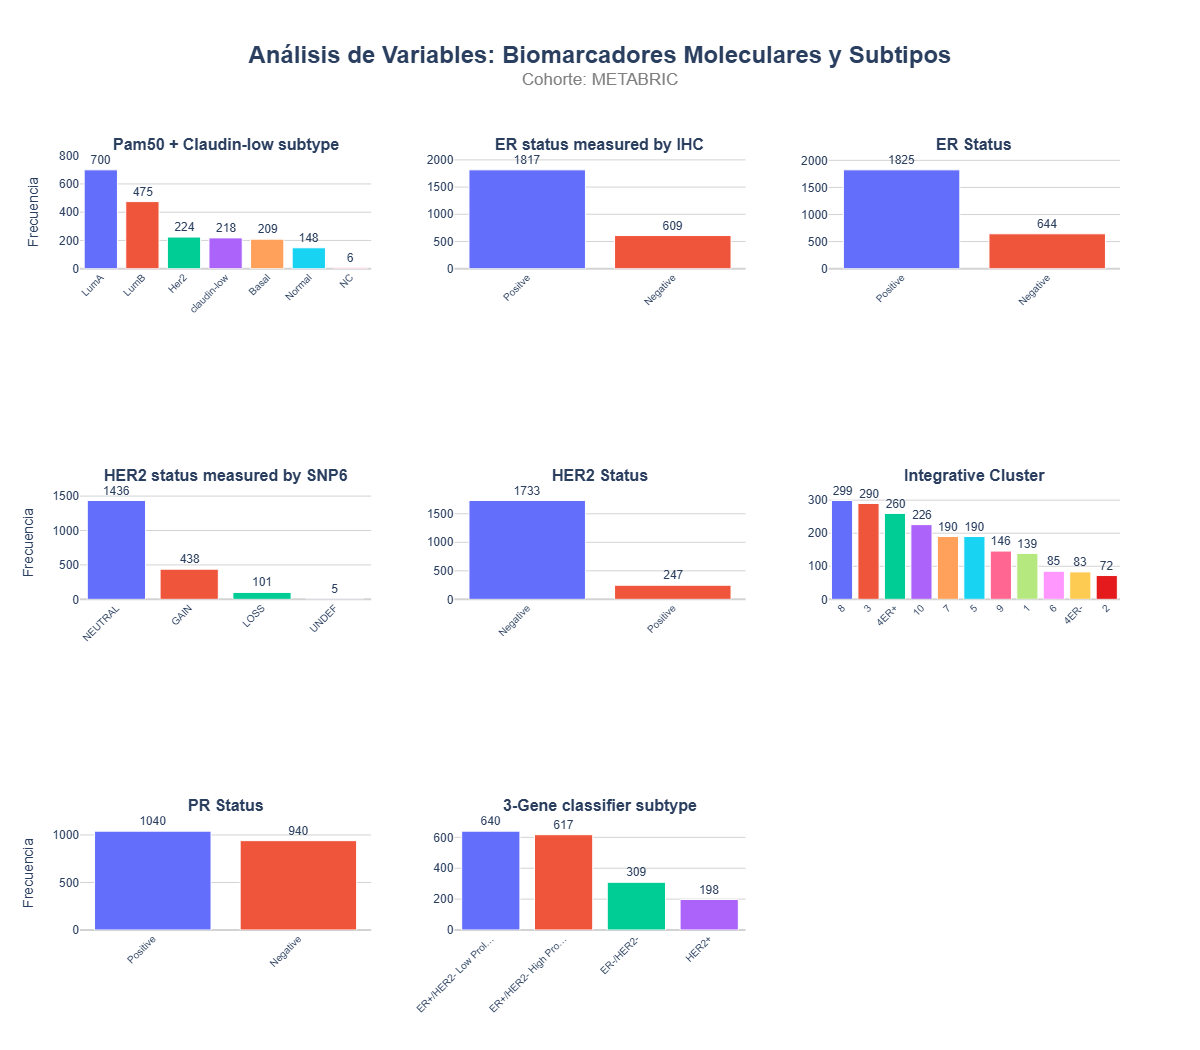 Análisis de Variables: Biomarcadores Moleculares y Subtipos
Cohorte: METABRIC
Pam50 + Claudin-low subtype
Frecuencia
800
600
400
200
0
700
475
224
218
209
148
6
LumA
LumB
Her2
claudin-low
Basal
Normal
NC
ER status measured by IHC
2000
1500
1000
500
0
1817
609
Positive
Negative
ER Status
2000
1500
1000
500
0
1825
644
Positive
Negative
HER2 status measured by SNP6
Frecuencia
1500
1000
500
0
1436
438
101
5
NEUTRAL
GAIN
LOSS
UNDEF
HER2 Status
1500
1000
500
0
1733
247
Negative
Positive
Integrative Cluster
300
200
100
0
299
290
260
226
190
190
146
139
85
83
72
8
3
4ER+
10
7
5
9
1
6
4ER-
2
PR Status
Frecuencia
1000
500
0
1040
940
Positive
Negative
3-Gene classifier subtype
600
400
200
0
640
617
309
198
ER+/HER2- Low Prol...
ER+/HER2- High Pro...
ER-/HER2-
HER2+